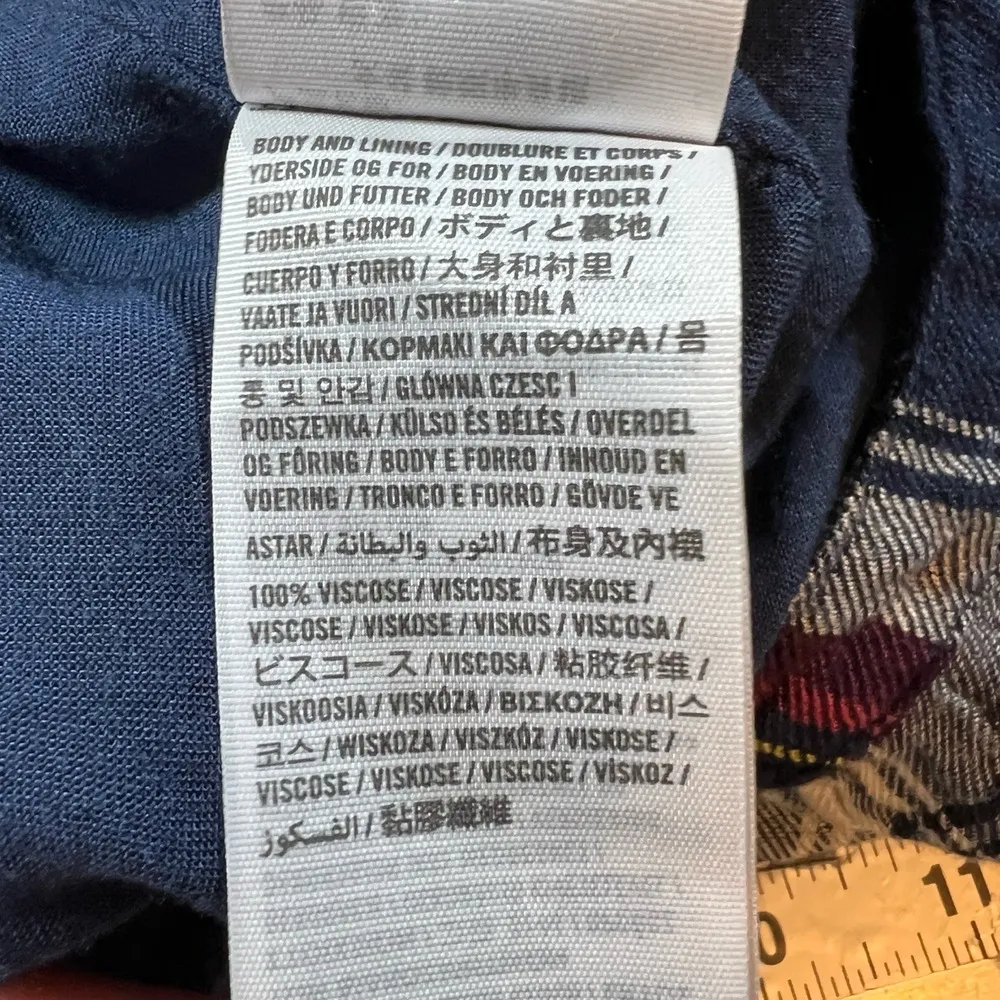 BODY AND LINING / DOUBLURE ET CORPS /
YDERSIDE OG FOR / BODY EN VOERING /
BODY UND FUTTER / BODY OCH FODER /
FODERA E CORPO / ボディと裏地 /
CUERPO Y FORRO / 大身和衬里 /
VAATE JA VUORI / STREDNÍ DÍL A
PODŠÍVKA / ΚΟΡΜΑΚΙ ΚΑΙ ΦΟΔΡΑ / 몸
통 및 안감 / GLÓWNA CZESC I
PODSZEWKA / KÜLSO ÉS BÉLÉS / OVERDEL
OG FÔRING / BODY E FORRO / INHOUD EN
VOERING / TRONCO E FORRO / GÖVDE VE
ASTAR / الثوب والبطانة / 布身及內襯
100% VISCOSE / VISCOSE / VISKOSE /
VISCOSE / VISKOSE / VISKOS / VISCOSA /
ビスコース / VISCOSA / 粘胶纤维 /
VISKOOSIA / VISKÓZA / ΒΙΣΚΟΖΗ / 비스
코스 / WISKOZA / VISZKÓZ / VISKOSE /
VISCOSE / VISKOSE / VISCOSE / VİSKOZ /
الفسكوز / 黏膠纖維
0
11